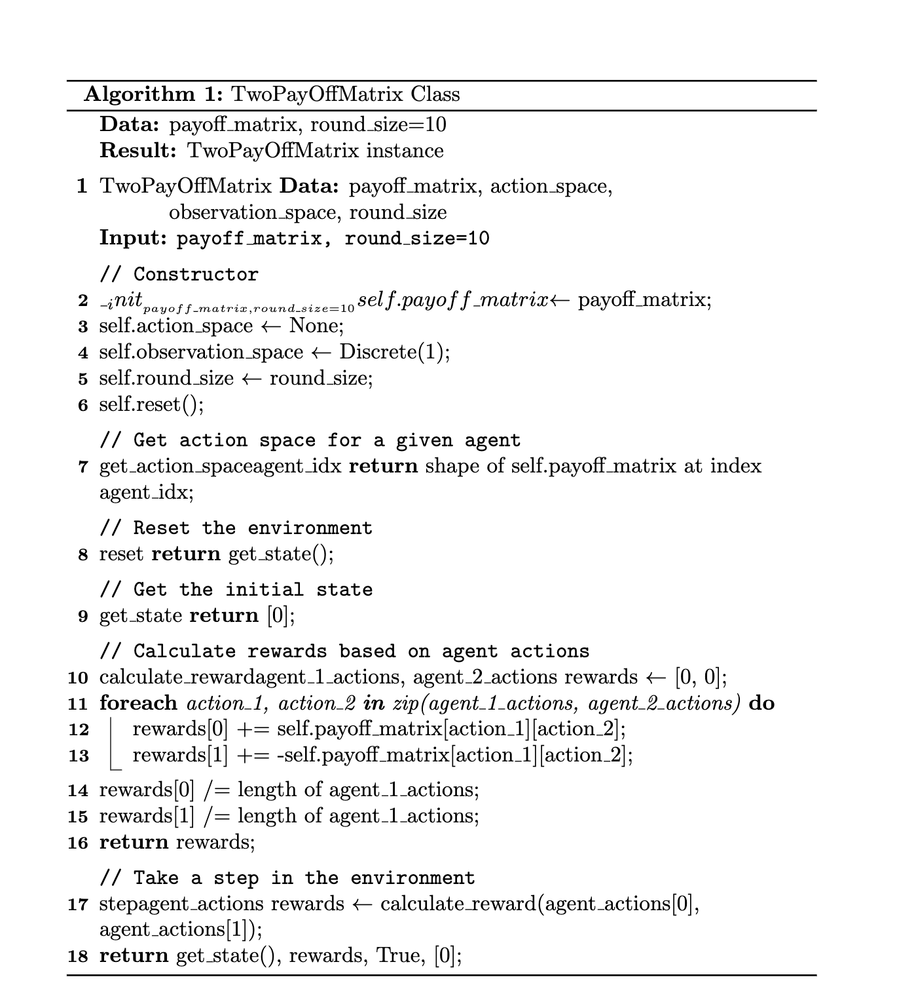 Algorithm 1: TwoPayOffMatrix Class
Data: payoff_matrix, round_size=10
Result: TwoPayOffMatrix instance
1 TwoPayOffMatrix Data: payoff_matrix, action_space,
observation_space, round_size
Input: payoff_matrix, round_size=10
// Constructor
2 _init payoff_matrix,round_size=10 self.payoff_matrix← payoff_matrix;
3 self.action_space ← None;
4 self.observation_space ← Discrete(1);
5 self.round_size ← round_size;
6 self.reset();
// Get action space for a given agent
7 get_action_spaceagent_idx return shape of self.payoff_matrix at index
agent_idx;
// Reset the environment
8 reset return get_state();
// Get the initial state
9 get_state return [0];
// Calculate rewards based on agent actions
10 calculate_rewardagent_1_actions, agent_2_actions rewards ← [0, 0];
11 foreach action_1, action_2 in zip(agent_1_actions, agent_2_actions) do
12 rewards[0] += self.payoff_matrix[action_1][action_2];
13 rewards[1] += -self.payoff_matrix[action_1][action_2];
14 rewards[0] /= length of agent_1_actions;
15 rewards[1] /= length of agent_1_actions;
16 return rewards;
// Take a step in the environment
17 stepagent_actions rewards ← calculate_reward(agent_actions[0],
agent_actions[1]);
18 return get_state(), rewards, True, [0];